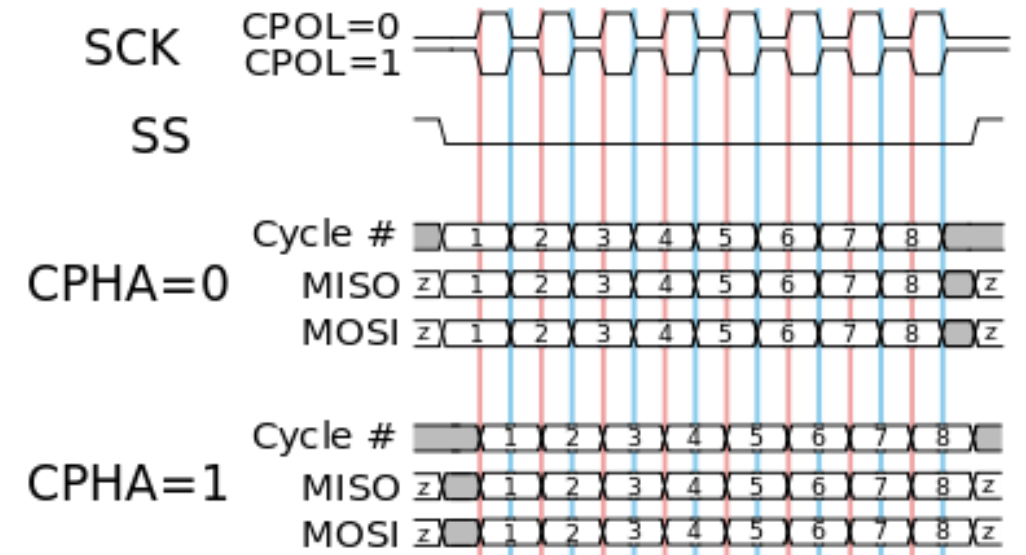 SCK CPOL=0
CPOL=1
SS
Cycle # 1 2 3 4 5 6 7 8
CPHA=0 MISO z 1 2 3 4 5 6 7 8 z
MOSI z 1 2 3 4 5 6 7 8 z
Cycle # 1 2 3 4 5 6 7 8
CPHA=1 MISO z 1 2 3 4 5 6 7 8 z
MOSI z 1 2 3 4 5 6 7 8 z